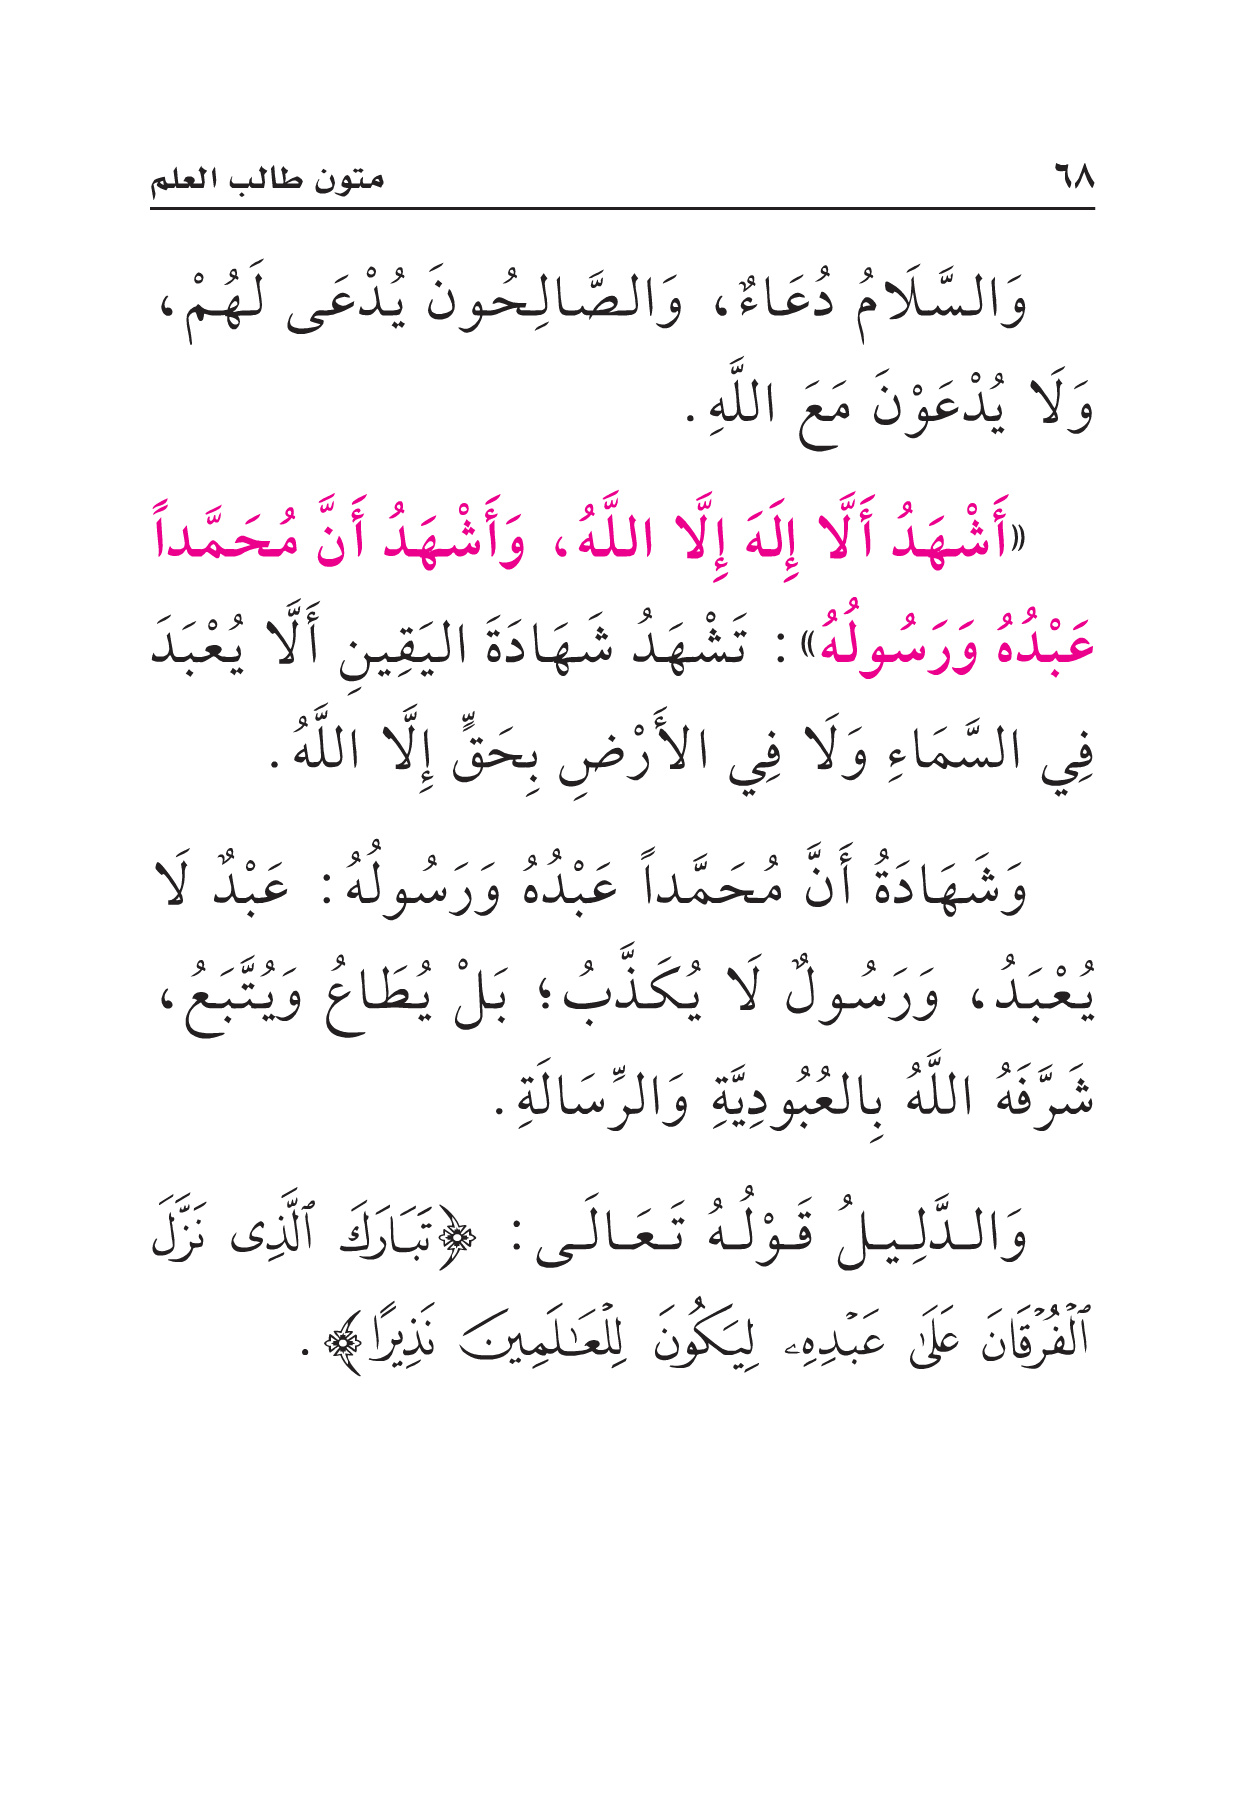 ٦٨ متون طالب العلم
وَالسَّلَامُ دُعَاءٌ، وَالصَّالِحُونَ يُدْعَى لَهُمْ،
وَلَا يُدْعَوْنَ مَعَ اللَّهِ.
«أَشْهَدُ أَلَّا إِلَهَ إِلَّا اللَّهُ، وَأَشْهَدُ أَنَّ مُحَمَّداً
عَبْدُهُ وَرَسُولُهُ»: تَشْهَدُ شَهَادَةَ اليَقِينِ أَلَّا يُعْبَدَ
فِي السَّمَاءِ وَلَا فِي الأَرْضِ بِحَقٍّ إِلَّا اللَّهُ.
وَشَهَادَةُ أَنَّ مُحَمَّداً عَبْدُهُ وَرَسُولُهُ: عَبْدٌ لَا
يُعْبَدُ، وَرَسُولٌ لَا يُكَذَّبُ؛ بَلْ يُطَاعُ وَيُتَّبَعُ،
شَرَّفَهُ اللَّهُ بِالعُبُودِيَّةِ وَالرِّسَالَةِ.
وَالدَّلِيلُ قَوْلُهُ تَعَالَى: ﴿تَبَارَكَ ٱلَّذِى نَزَّلَ
ٱلۡفُرۡقَانَ عَلَىٰ عَبۡدِهِۦ لِيَكُونَ لِلۡعَٰلَمِينَ نَذِيرًا﴾.